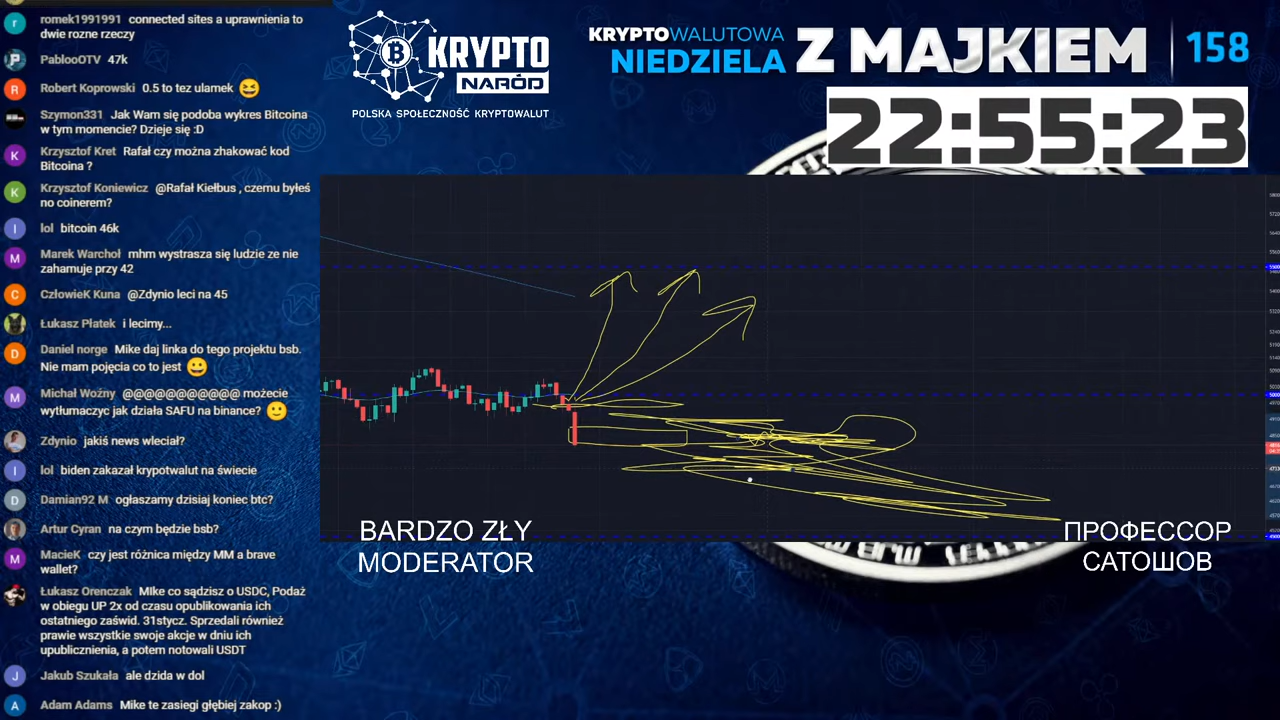 romek1991991 connected sites a uprawnienia to
dwie rozne rzeczy
PablooOTV 47k
Robert Koprowski 0.5 to tez ulamek 😆
Szymon331 Jak Wam się podoba wykres Bitcoina
w tym momencie? Dzieje się :D
Krzysztof Kret Rafał czy można zhakować kod
Bitcoina ?
Krzysztof Koniewicz @Rafał Kiełbus , czemu byłeś
no coinerem?
lol bitcoin 46k
Marek Warchoł mhm wystrasza się ludzie ze nie
zahamuje przy 42
CzłowieK Kuna @Zdynio leci na 45
Łukasz Płatek i lecimy...
Daniel norge Mike daj linka do tego projektu bsb.
Nie mam pojęcia co to jest 😀
Michał Woźny @@@@@@@@@@@ możecie
wytłumaczyc jak działa SAFU na binance? 🙂
Zdynio jakiś news wleciał?
lol biden zakazał krypotwalut na świecie
Damian92 M ogłaszamy dzisiaj koniec btc?
Artur Cyran na czym będzie bsb?
MacieK czy jest różnica między MM a brave
wallet?
Łukasz Orenczak MIke co sądzisz o USDC, Podaż
w obiegu UP 2x od czasu opublikowania ich
ostatniego zaświd. 31stycz. Sprzedali również
prawie wszystkie swoje akcje w dniu ich
upublicznienia, a potem notowali USDT
Jakub Szukała ale dzida w dol
Adam Adams Mike te zasiegi głębiej zakop :)
KRYPTO
NARÓD
POLSKA SPOŁECZNOŚĆ KRYPTOWALUT
KRYPTOWALUTOWA
NIEDZIELA Z MAJKIEM 158
22:55:23
BARDZO ZŁY
MODERATOR
ПРОФЕССОР
САТОШОВ